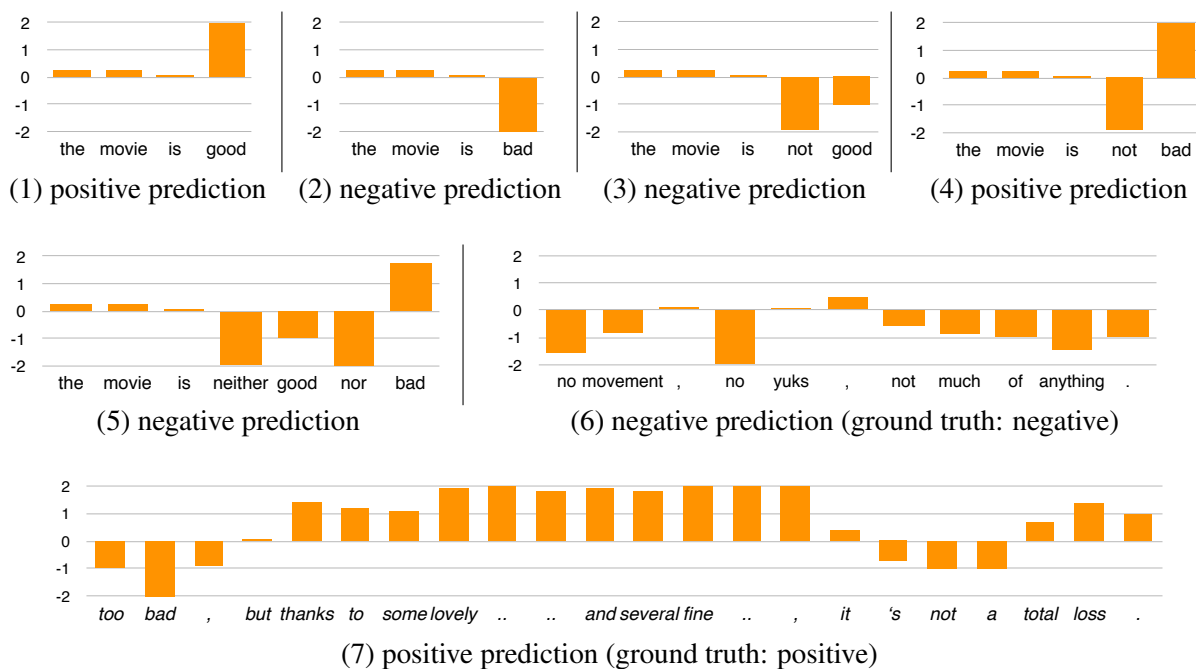 2 1 0 -1 -2
the movie is good
(1) positive prediction
2 1 0 -1 -2
the movie is bad
(2) negative prediction
2 1 0 -1 -2
the movie is not good
(3) negative prediction
2 1 0 -1 -2
the movie is not bad
(4) positive prediction
2 1 0 -1 -2
the movie is neither good nor bad
(5) negative prediction
2 1 0 -1 -2
no movement , no yuks , not much of anything .
(6) negative prediction (ground truth: negative)
2 1 0 -1 -2
too bad , but thanks to some lovely .. .. and several fine .. , it ‘s not a total loss .
(7) positive prediction (ground truth: positive)